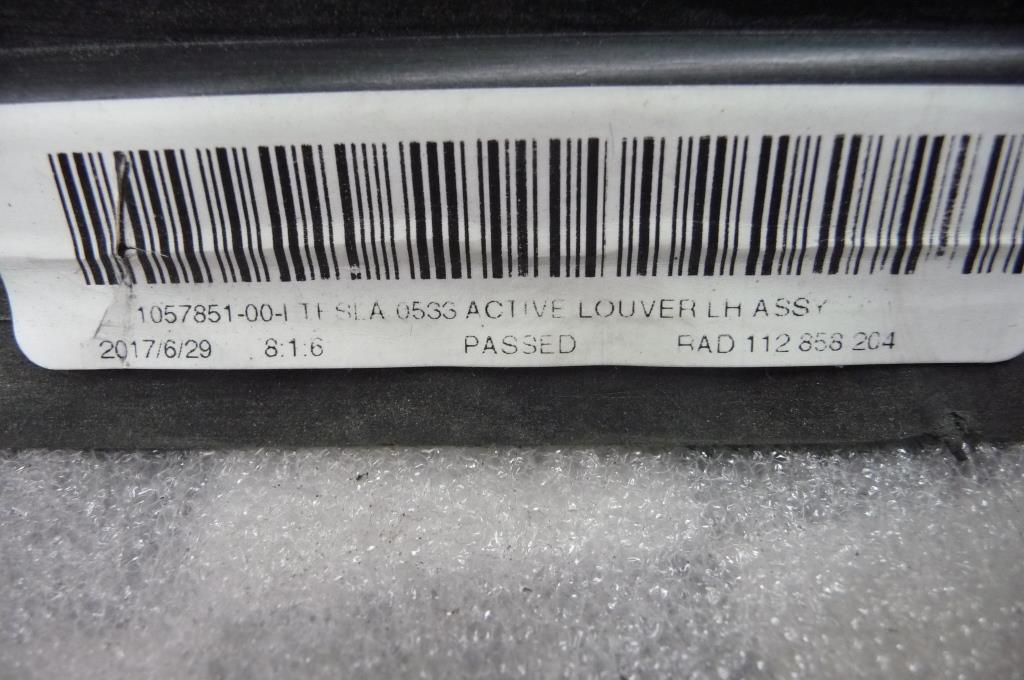 1057851-00-I TESLA 0533 ACTIVE LOUVER LH ASSY
2017/6/29 8:1:6 PASSED RAD 112 858 204